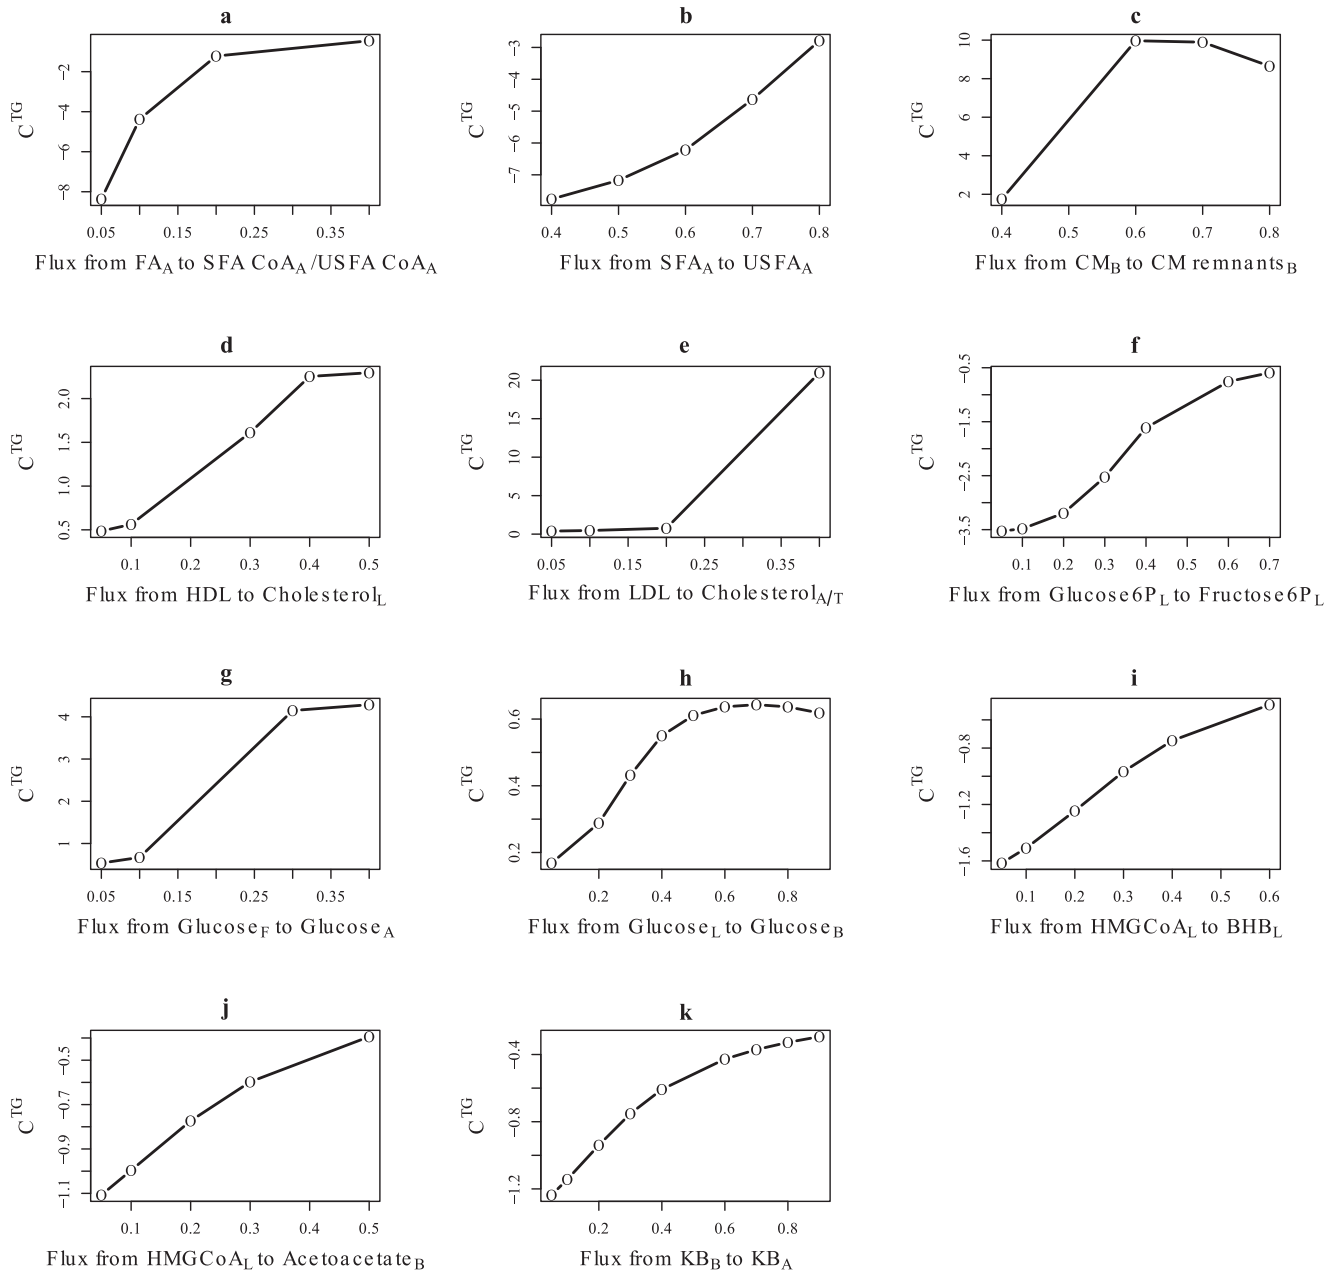 a
C^TG
−2
−4
−6
−8
0.05 0.15 0.25 0.35
Flux from FA_A to SFA CoA_A /USFA CoA_A
b
C^TG
−3
−4
−5
−6
−7
0.4 0.5 0.6 0.7 0.8
Flux from SFA_A to USFA_A
c
C^TG
10
8
6
4
2
0.4 0.5 0.6 0.7 0.8
Flux from CM_B to CM remnants_B
d
C^TG
2.0
1.5
1.0
0.5
0.1 0.2 0.3 0.4 0.5
Flux from HDL to Cholesterol_L
e
C^TG
20
15
10
5
0
0.05 0.15 0.25 0.35
Flux from LDL to Cholesterol_A/T
f
C^TG
−0.5
−1.5
−2.5
−3.5
0.1 0.2 0.3 0.4 0.5 0.6 0.7
Flux from Glucose6P_L to Fructose6P_L
g
C^TG
4
3
2
1
0.05 0.15 0.25 0.35
Flux from Glucose_F to Glucose_A
h
C^TG
0.6
0.4
0.2
0.2 0.4 0.6 0.8
Flux from Glucose_L to Glucose_B
i
C^TG
−0.8
−1.2
−1.6
0.1 0.2 0.3 0.4 0.5 0.6
Flux from HMGCoA_L to BHB_L
j
C^TG
−0.5
−0.7
−0.9
−1.1
0.1 0.2 0.3 0.4 0.5
Flux from HMGCoA_L to Acetoacetate_B
k
C^TG
−0.4
−0.8
−1.2
0.2 0.4 0.6 0.8
Flux from KB_B to KB_A